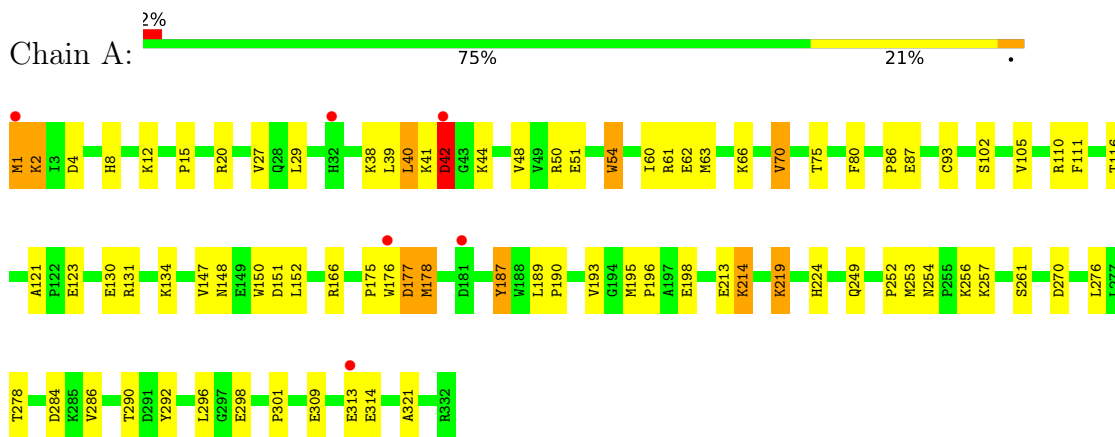 2%
Chain A:
75% 21% •
M1 K2 I3 D4 H8 K12 P15 R20 V27 Q28 L29 H32 K38 L39 L40 K41 D42 G43 K44 V48 V49 R50 E51 W54 I60 R61 E62 M63 K66 V70 T75 F80 P86 E87 C93 S102 V105 R110 F111 T116
A121 P122 E123 E130 R131 K134 V147 N148 E149 W150 D151 L152 R166 P175 W176 D177 M178 D181 Y187 W188 L189 P190 V193 G194 M195 P196 A197 E198 E213 K214 K219 H224 Q249 P252 M253 N254 P255 K256 K257 S261 D270 L276 L277
T278 D284 K285 V286 T290 D291 Y292 L296 G297 E298 P301 E309 E313 E314 A321 R332